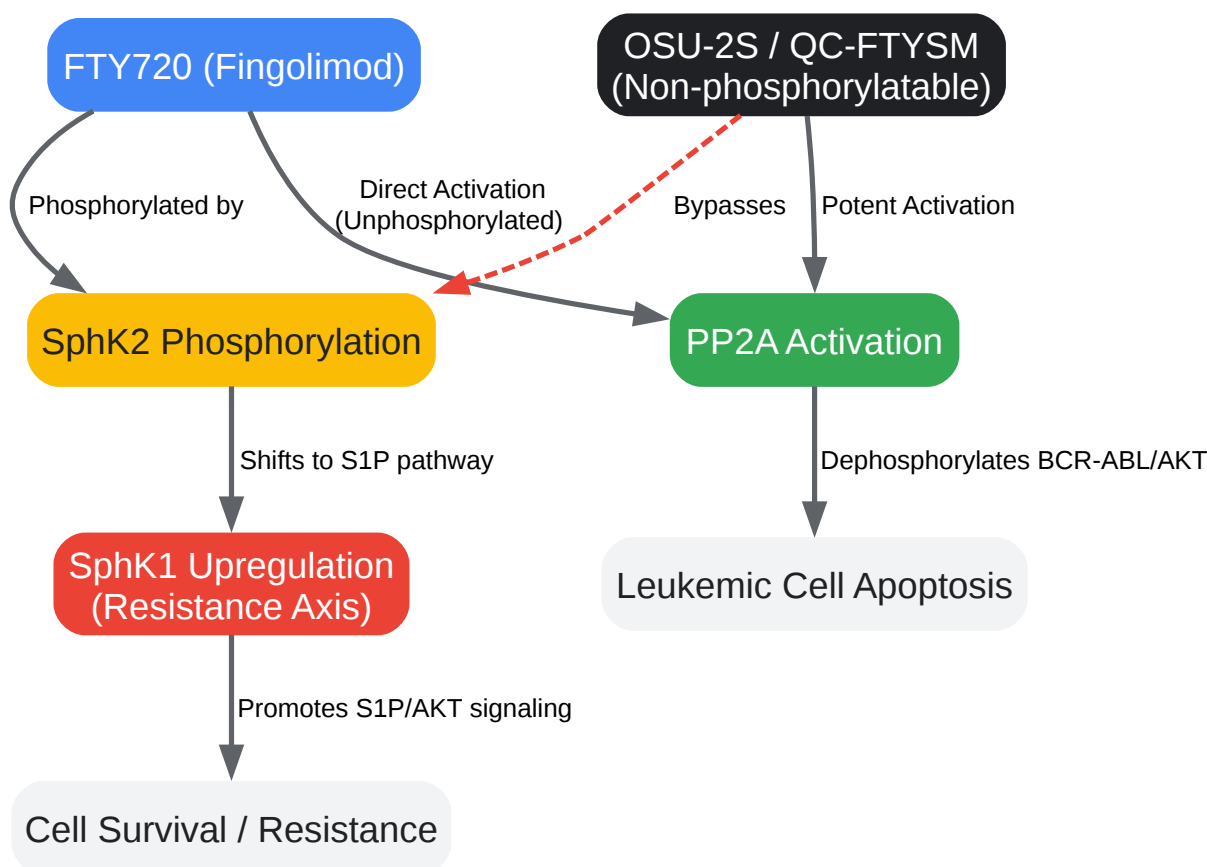 FTY720 (Fingolimod)
OSU-2S / QC-FTYSM
(Non-phosphorylatable)
Phosphorylated by
Direct Activation
(Unphosphorylated)
Bypasses
Potent Activation
SphK2 Phosphorylation
PP2A Activation
Shifts to S1P pathway
Dephosphorylates BCR-ABL/AKT
SphK1 Upregulation
(Resistance Axis)
Leukemic Cell Apoptosis
Promotes S1P/AKT signaling
Cell Survival / Resistance